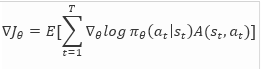 ∇J_θ = E[∑_{t=1}^{T} ∇_θ log π_θ(a_t|s_t)A(s_t, a_t)]